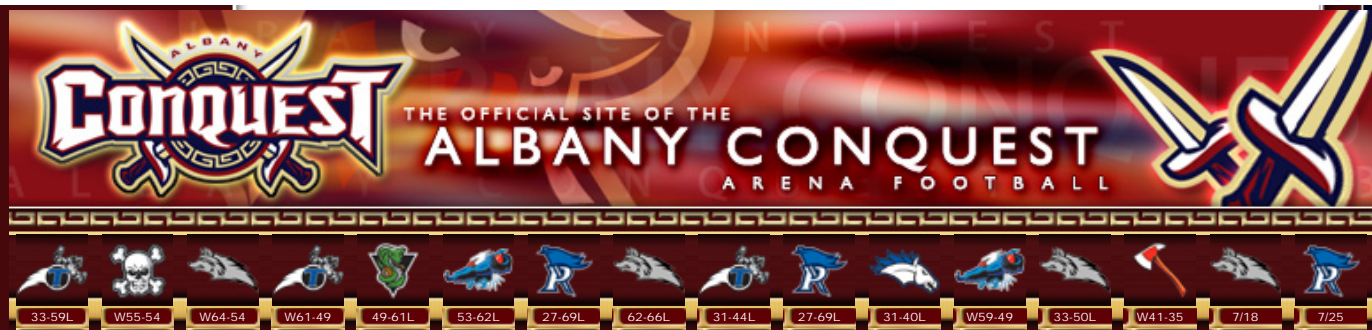 ALBANY
CONQUEST
THE OFFICIAL SITE OF THE
ALBANY CONQUEST
ARENA FOOTBALL
33-59L W55-54 W64-54 W61-49 49-61L 53-62L 27-69L 62-66L 31-44L 27-69L 31-40L W59-49 33-50L W41-35 7/18 7/25